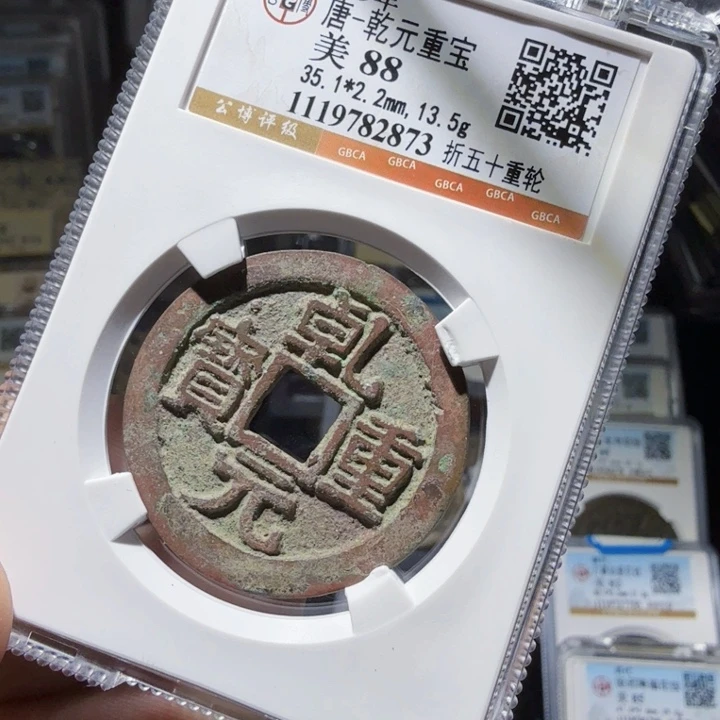 唐-乾元重宝
美 88
35.1*2.2mm,13.5g
1119782873 折五十重轮
公博评级 GBCA GBCA GBCA GBCA GBCA
乾元重寶